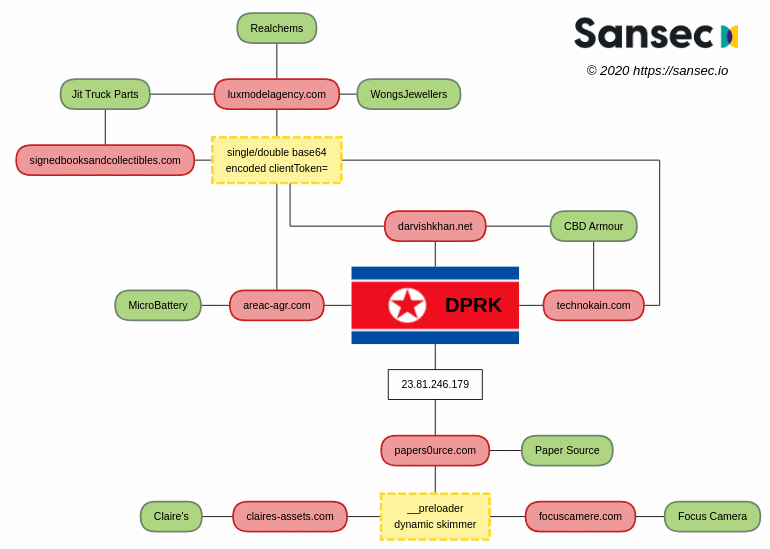 Realchems
Sansec
© 2020 https://sansec.io
Jit Truck Parts
luxmodelagency.com
WongsJewellers
signedbooksandcollectibles.com
single/double base64
encoded clientToken=
darvishkhan.net
CBD Armour
MicroBattery
areac-agr.com
DPRK
technokain.com
23.81.246.179
papers0urce.com
Paper Source
Claire's
claires-assets.com
__preloader
dynamic skimmer
focuscamere.com
Focus Camera